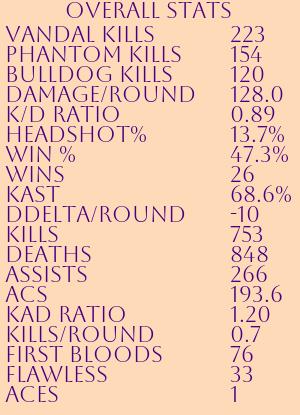 OVERALL STATS
VANDAL KILLS 223
PHANTOM KILLS 154
BULLDOG KILLS 120
DAMAGE/ROUND 128.0
K/D RATIO 0.89
HEADSHOT% 13.7%
WIN % 47.3%
WINS 26
KAST 68.6%
DDELTA/ROUND -10
KILLS 753
DEATHS 848
ASSISTS 266
ACS 193.6
KAD RATIO 1.20
KILLS/ROUND 0.7
FIRST BLOODS 76
FLAWLESS 33
ACES 1